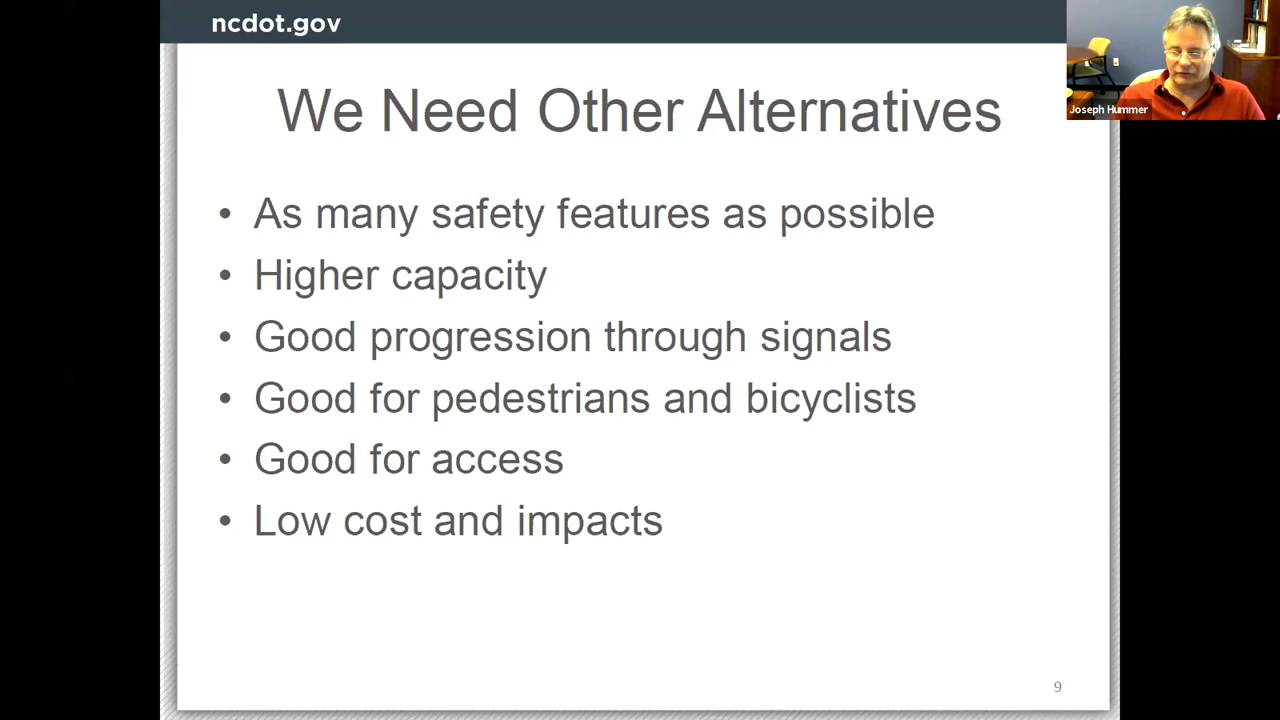 ncdot.gov
Joseph Hummer
We Need Other Alternatives
• As many safety features as possible
• Higher capacity
• Good progression through signals
• Good for pedestrians and bicyclists
• Good for access
• Low cost and impacts
9